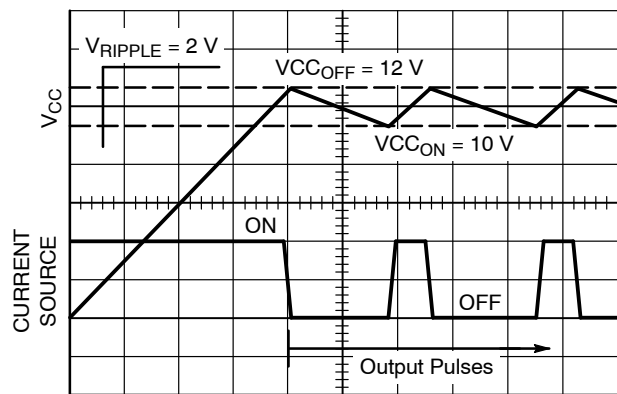 V_RIPPLE = 2 V
VCC_OFF = 12 V
V_CC
VCC_ON = 10 V
ON
CURRENT
SOURCE
OFF
Output Pulses